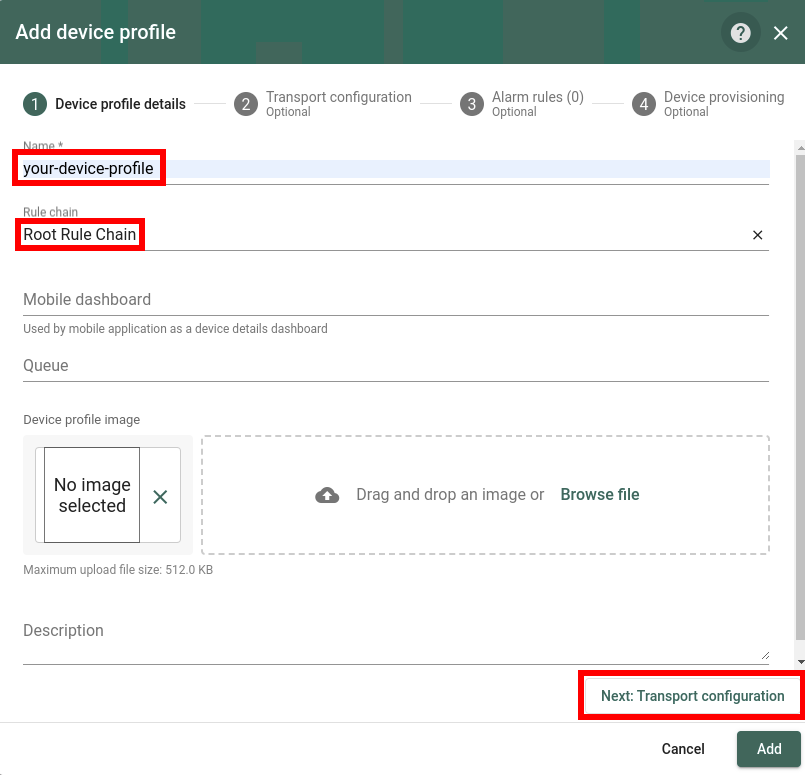 Add device profile
?
1 Device profile details
2 Transport configuration
Optional
3 Alarm rules (0)
Optional
4 Device provisioning
Optional
Name *
your-device-profile
Rule chain
Root Rule Chain
Mobile dashboard
Used by mobile application as a device details dashboard
Queue
Device profile image
No image
selected
Drag and drop an image or Browse file
Maximum upload file size: 512.0 KB
Description
Next: Transport configuration
Cancel
Add